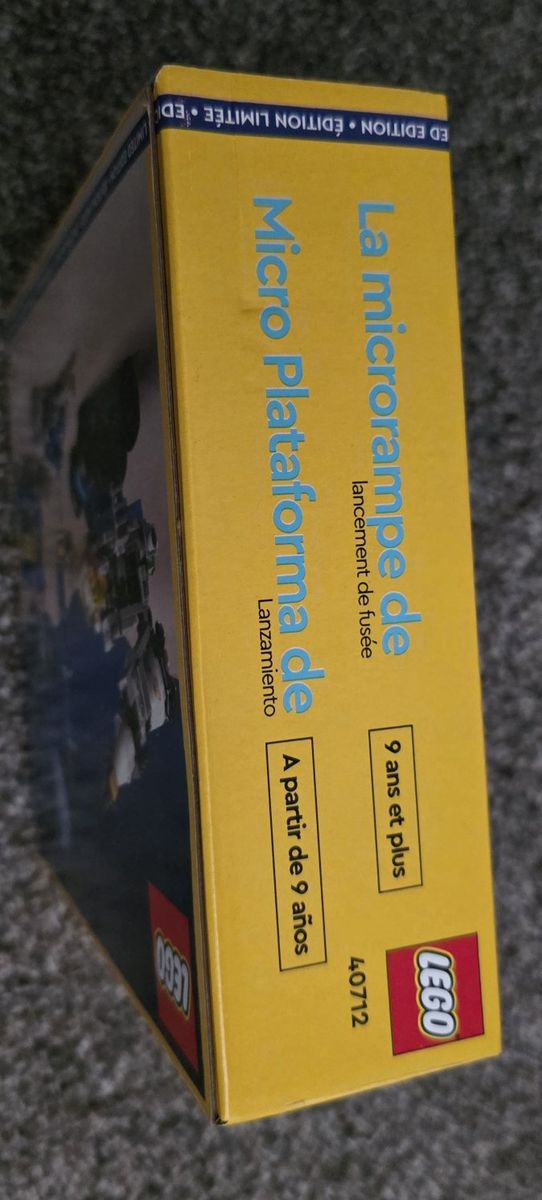 ED EDITION • ÉDITION LIMITÉE • ED
La microrampe de
lancement de fusée
9 ans et plus
Micro Plataforma de
Lanzamiento
A partir de 9 años
LEGO
40712
LEGO